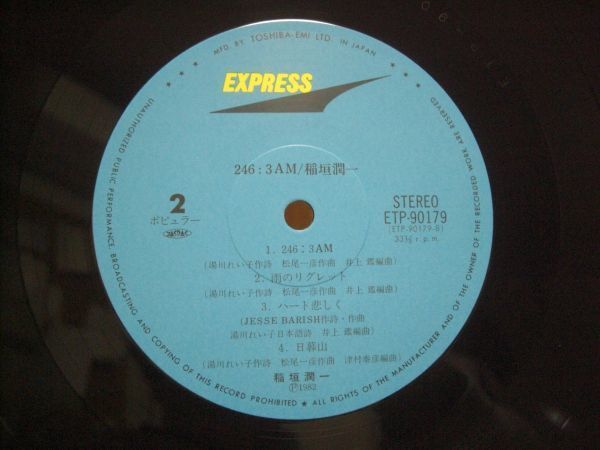 MFD. BY TOSHIBA-EMI LTD. IN JAPAN
EXPRESS
246:3AM/稲垣潤一
2
ポピュラー
JASRAC
STEREO
ETP-90179
(ETP-90179-B)
33⅓ r.p.m.
1. 246:3AM
(湯川れい子作詩 松尾一彦作曲 井上 鑑編曲)
2. 雨のリグレット
(湯川れい子作詩 松尾一彦作曲 井上 鑑編曲)
3. ハート悲しく
(JESSE BARISH作詩・作曲
湯川れい子日本語詩 井上 鑑編曲)
4. 日暮山
(湯川れい子作詩 松尾一彦作曲 津村泰彦編曲)
稲垣潤一
Ⓟ1982
UNAUTHORIZED PUBLIC PERFORMANCE, BROADCASTING AND COPYING OF THIS RECORD PROHIBITED ★ ALL RIGHTS OF THE MANUFACTURER AND OF THE OWNER OF THE RECORDED WORK ARE RESERVED